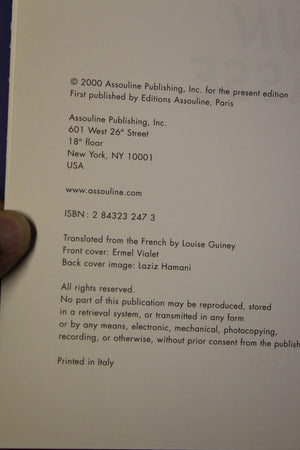 © 2000 Assouline Publishing, Inc. for the present edition
First published by Editions Assouline, Paris
Assouline Publishing, Inc.
601 West 26th Street
18th floor
New York, NY 10001
USA
www.assouline.com
ISBN: 2 84323 247 3
Translated from the French by Louise Guiney
Front cover: Ermel Vialet
Back cover image: Laziz Hamani
All rights reserved.
No part of this publication may be reproduced, stored
in a retrieval system, or transmitted in any form
or by any means, electronic, mechanical, photocopying,
recording, or otherwise, without prior consent from the publish
Printed in Italy